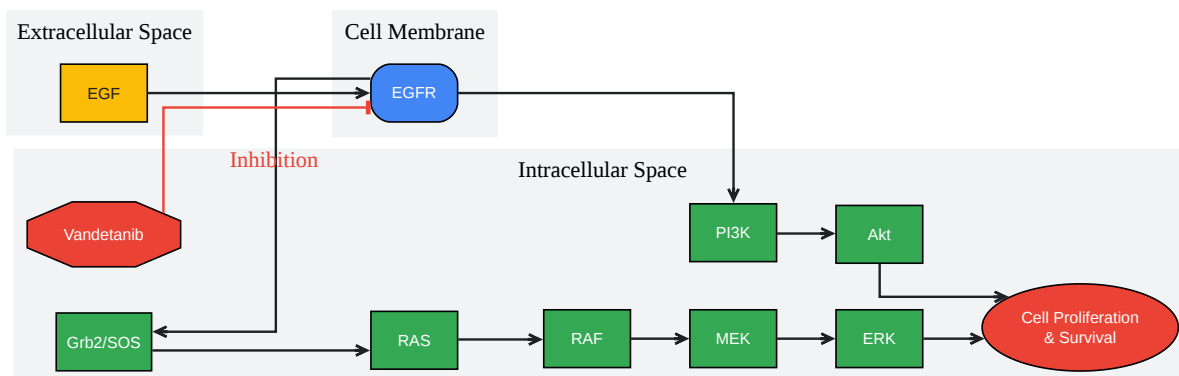 Extracellular Space
Cell Membrane
EGF
EGFR
Inhibition
Intracellular Space
Vandetanib
PI3K
Akt
Grb2/SOS
RAS
RAF
MEK
ERK
Cell Proliferation
& Survival